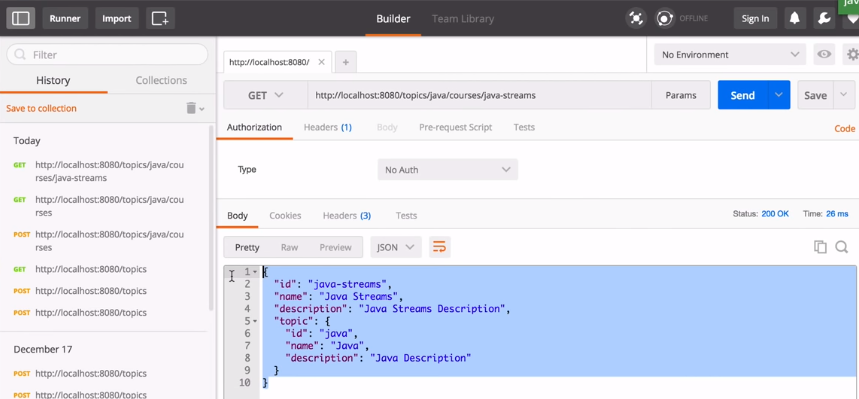 Runner Import Builder Team Library OFFLINE Sign In
Filter
History Collections
Save to collection
Today
GET http://localhost:8080/topics/java/cou
rses/java-streams
GET http://localhost:8080/topics/java/cou
rses
POST http://localhost:8080/topics/java/cou
rses
GET http://localhost:8080/topics
POST http://localhost:8080/topics
POST http://localhost:8080/topics
December 17
POST http://localhost:8080/topics
POST http://localhost:8080/topics
http://localhost:8080/ No Environment
GET http://localhost:8080/topics/java/courses/java-streams Params Send Save
Authorization Headers (1) Body Pre-request Script Tests Code
Type No Auth
Body Cookies Headers (3) Tests Status: 200 OK Time: 26 ms
Pretty Raw Preview JSON
1 {
2 "id": "java-streams",
3 "name": "Java Streams",
4 "description": "Java Streams Description",
5 "topic": {
6 "id": "java",
7 "name": "Java",
8 "description": "Java Description"
9 }
10 }